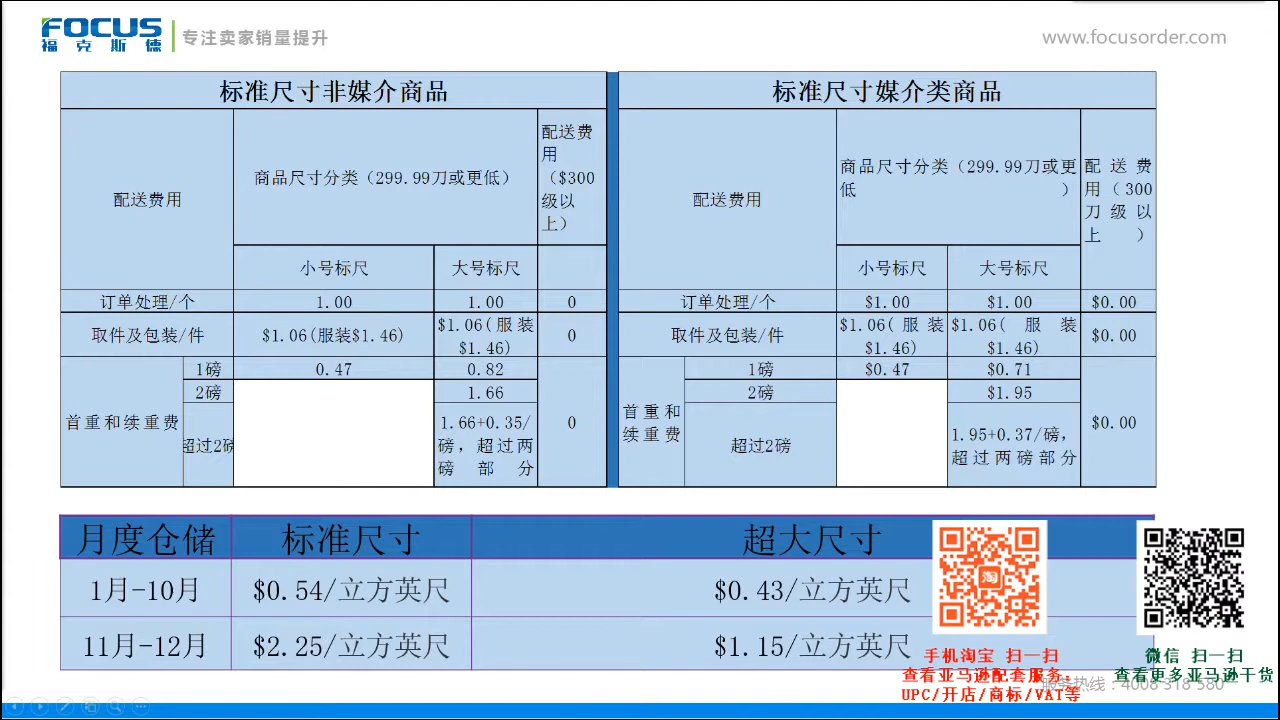 FOCUS
福克斯德
专注卖家销量提升
www.focusorder.com
标准尺寸非媒介商品
配送费用
商品尺寸分类（299.99刀或更低）
配送费
用
（$300
级以
上）
小号标尺
大号标尺
订单处理/个
1.00
1.00
0
取件及包装/件
$1.06(服装$1.46)
$1.06(服装
$1.46)
0
首重和续重费
1磅
0.47
0.82
2磅
1.66
超过2磅
1.66+0.35/
磅，超过两
磅部分
0
标准尺寸媒介类商品
配送费用
商品尺寸分类（299.99刀或更
低）
配送费
用（300
刀级以
上）
小号标尺
大号标尺
订单处理/个
$1.00
$1.00
$0.00
取件及包装/件
$1.06(服装
$1.46)
$1.06(服装
$1.46)
$0.00
首重和
续重费
1磅
$0.47
$0.71
2磅
$1.95
超过2磅
1.95+0.37/磅，
超过两磅部分
$0.00
月度仓储
标准尺寸
超大尺寸
1月-10月
$0.54/立方英尺
$0.43/立方英尺
11月-12月
$2.25/立方英尺
$1.15/立方英尺
淘
手机淘宝 扫一扫
查看亚马逊配套服务：
UPC/开店/商标/VAT等
微信 扫一扫
查看更多亚马逊干货
服务热线：4008 318 580